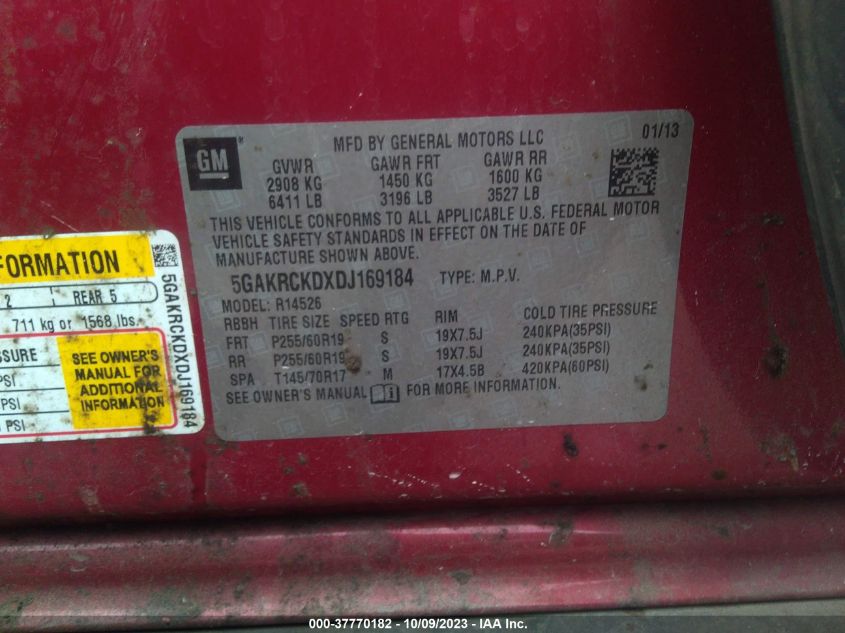 GM
MFD BY GENERAL MOTORS LLC 01/13
GVWR GAWR FRT GAWR RR
2908 KG 1450 KG 1600 KG
6411 LB 3196 LB 3527 LB
THIS VEHICLE CONFORMS TO ALL APPLICABLE U.S. FEDERAL MOTOR
VEHICLE SAFETY STANDARDS IN EFFECT ON THE DATE OF
MANUFACTURE SHOWN ABOVE.
5GAKRCKDXDJ169184 TYPE: M.P.V.
MODEL: R14526
RBBH TIRE SIZE SPEED RTG RIM COLD TIRE PRESSURE
FRT P255/60R19 S 19X7.5J 240KPA(35PSI)
RR P255/60R19 S 19X7.5J 240KPA(35PSI)
SPA T145/70R17 M 17X4.5B 420KPA(60PSI)
SEE OWNER'S MANUAL FOR MORE INFORMATION.
FORMATION
2 REAR 5
711 kg or 1568 lbs.
SSURE
PSI
PSI
PSI
SEE OWNER'S
MANUAL FOR
ADDITIONAL
INFORMATION
5GAKRCKDXDJ169184
000-37770182 - 10/09/2023 - IAA Inc.